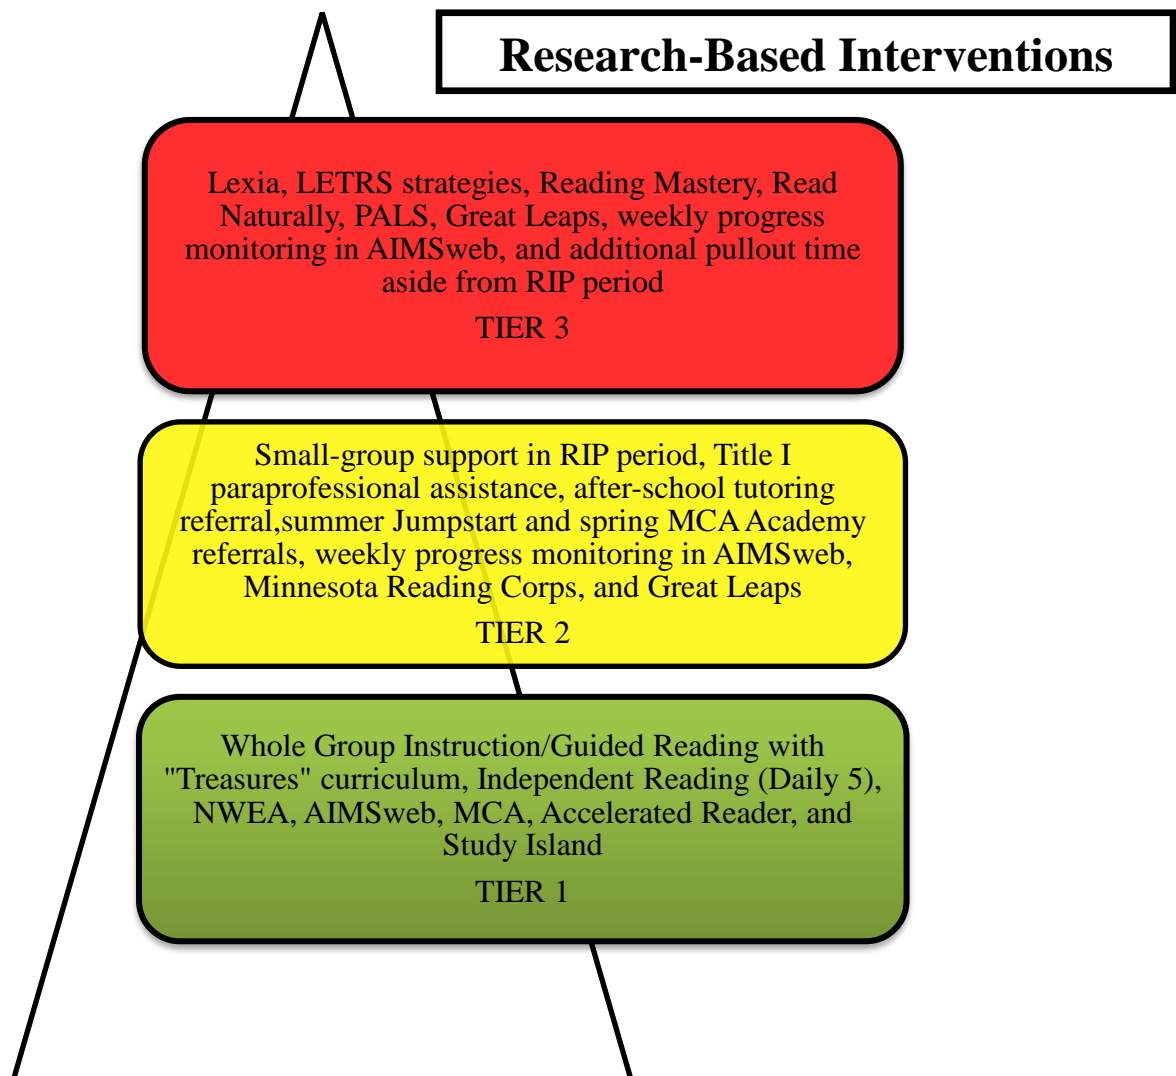 Research-Based Interventions
Lexia, LETRS strategies, Reading Mastery, Read
Naturally, PALS, Great Leaps, weekly progress
monitoring in AIMSweb, and additional pullout time
aside from RIP period
TIER 3
Small-group support in RIP period, Title I
paraprofessional assistance, after-school tutoring
referral,summer Jumpstart and spring MCA Academy
referrals, weekly progress monitoring in AIMSweb,
Minnesota Reading Corps, and Great Leaps
TIER 2
Whole Group Instruction/Guided Reading with
"Treasures" curriculum, Independent Reading (Daily 5),
NWEA, AIMSweb, MCA, Accelerated Reader, and
Study Island
TIER 1